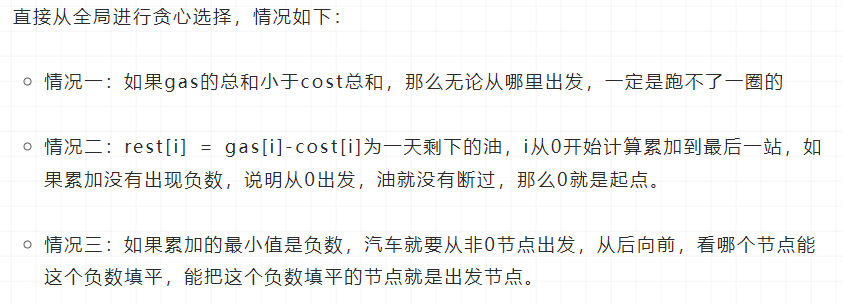 直接从全局进行贪心选择，情况如下：
情况一：如果gas的总和小于cost总和，那么无论从哪里出发，一定是跑不了一圈的
情况二：rest[i] = gas[i]-cost[i]为一天剩下的油，i从0开始计算累加到最后一站，如
果累加没有出现负数，说明从0出发，油就没有断过，那么0就是起点。
情况三：如果累加的最小值是负数，汽车就要从非0节点出发，从后向前，看哪个节点能
这个负数填平，能把这个负数填平的节点就是出发节点。